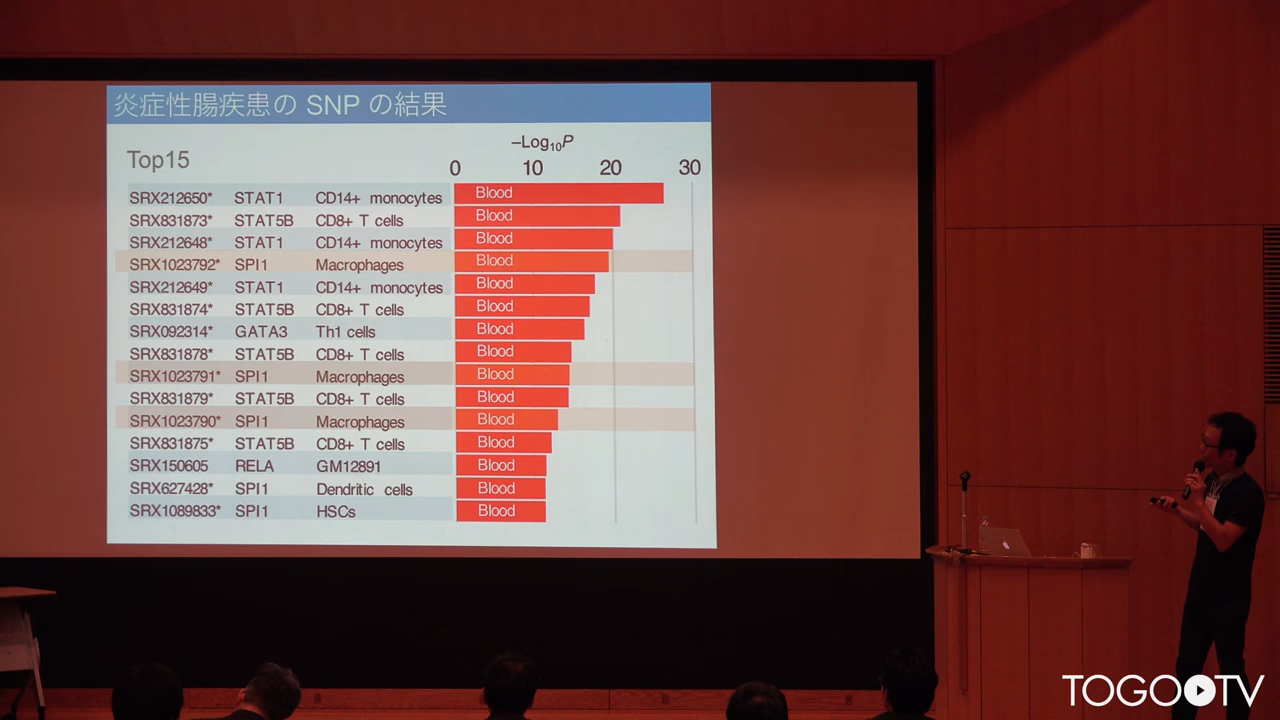 炎症性腸疾患の SNP の結果
–Log10P
Top15
0 10 20 30
SRX212650* STAT1 CD14+ monocytes Blood
SRX831873* STAT5B CD8+ T cells Blood
SRX212648* STAT1 CD14+ monocytes Blood
SRX1023792* SPI1 Macrophages Blood
SRX212649* STAT1 CD14+ monocytes Blood
SRX831874* STAT5B CD8+ T cells Blood
SRX092314* GATA3 Th1 cells Blood
SRX831878* STAT5B CD8+ T cells Blood
SRX1023791* SPI1 Macrophages Blood
SRX831879* STAT5B CD8+ T cells Blood
SRX1023790* SPI1 Macrophages Blood
SRX831875* STAT5B CD8+ T cells Blood
SRX150605 RELA GM12891 Blood
SRX627428* SPI1 Dendritic cells Blood
SRX1089833* SPI1 HSCs Blood
TOGOTV